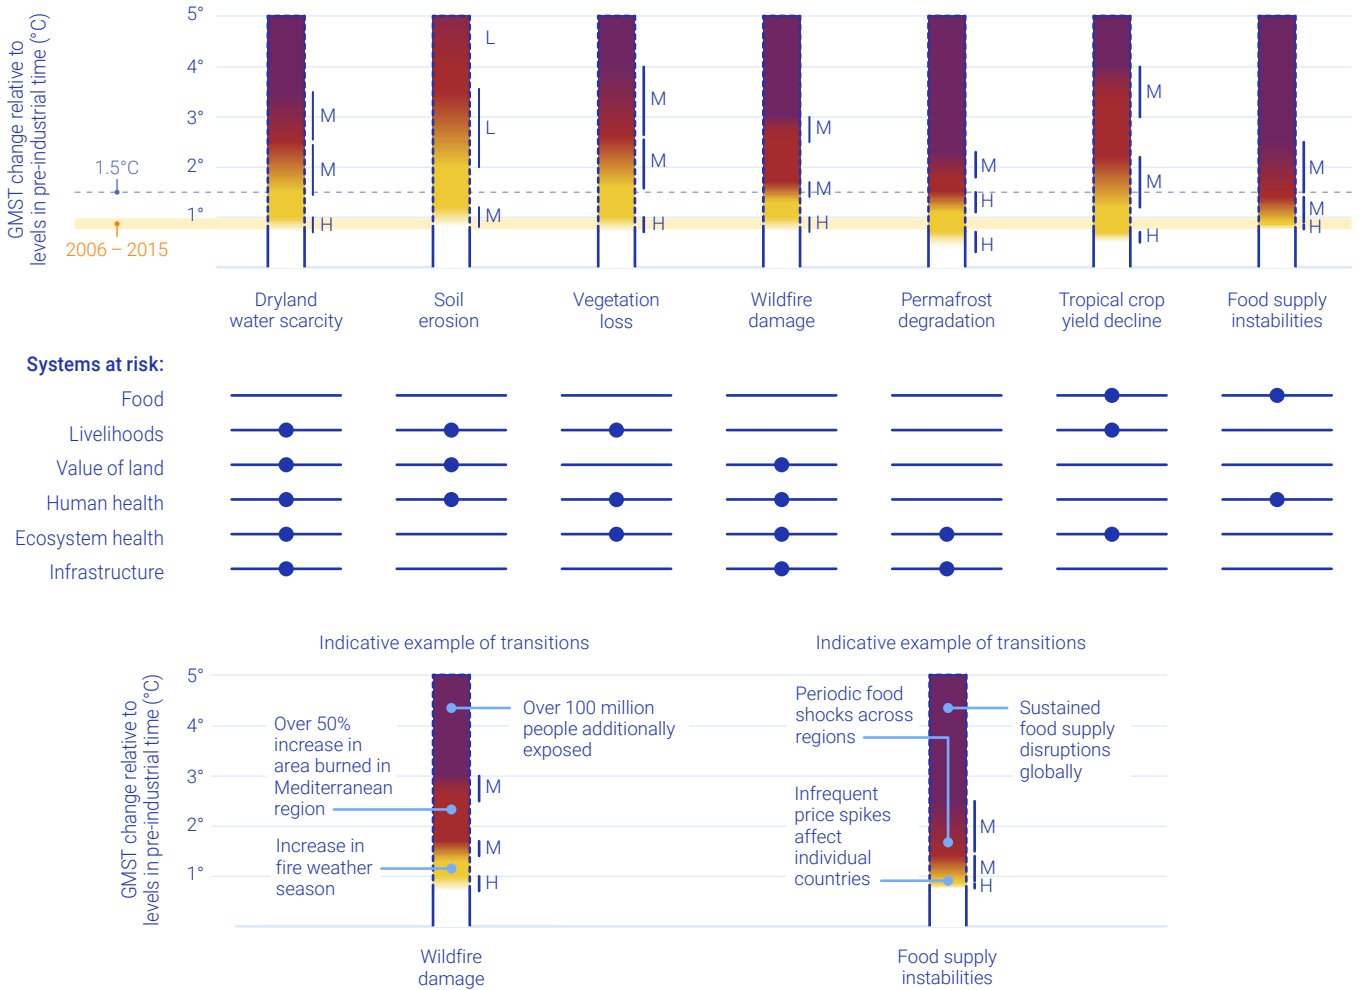 GMST change relative to
levels in pre-industrial time (°C)
5°
4°
3°
2°
1°
1.5°C
2006 – 2015
M
M
H
L
L
M
M
M
H
M
M
H
M
H
H
M
M
H
M
M
H
Dryland
water scarcity
Soil
erosion
Vegetation
loss
Wildfire
damage
Permafrost
degradation
Tropical crop
yield decline
Food supply
instabilities
Systems at risk:
Food
Livelihoods
Value of land
Human health
Ecosystem health
Infrastructure
Indicative example of transitions
GMST change relative to
levels in pre-industrial time (°C)
5°
4°
3°
2°
1°
Over 50%
increase in
area burned in
Mediterranean
region
Increase in
fire weather
season
Over 100 million
people additionally
exposed
M
M
H
Wildfire
damage
Indicative example of transitions
Periodic food
shocks across
regions
Infrequent
price spikes
affect
individual
countries
Sustained
food supply
disruptions
globally
M
M
H
Food supply
instabilities